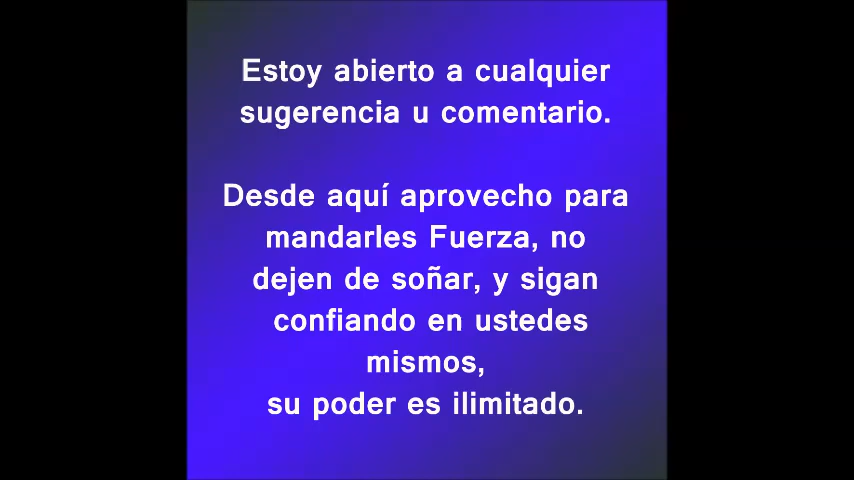 Estoy abierto a cualquier
sugerencia u comentario.
Desde aquí aprovecho para
mandarles Fuerza, no
dejen de soñar, y sigan
confiando en ustedes
mismos,
su poder es ilimitado.